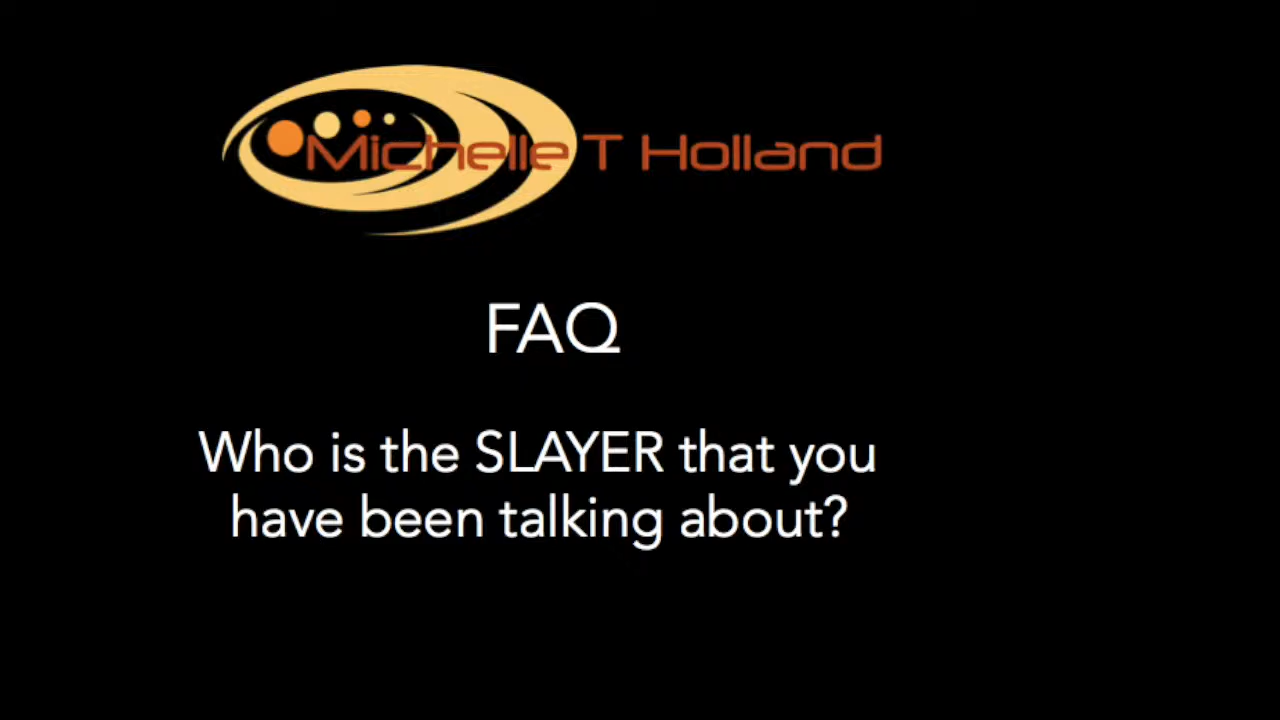 Michelle T Holland
FAQ
Who is the SLAYER that you
have been talking about?